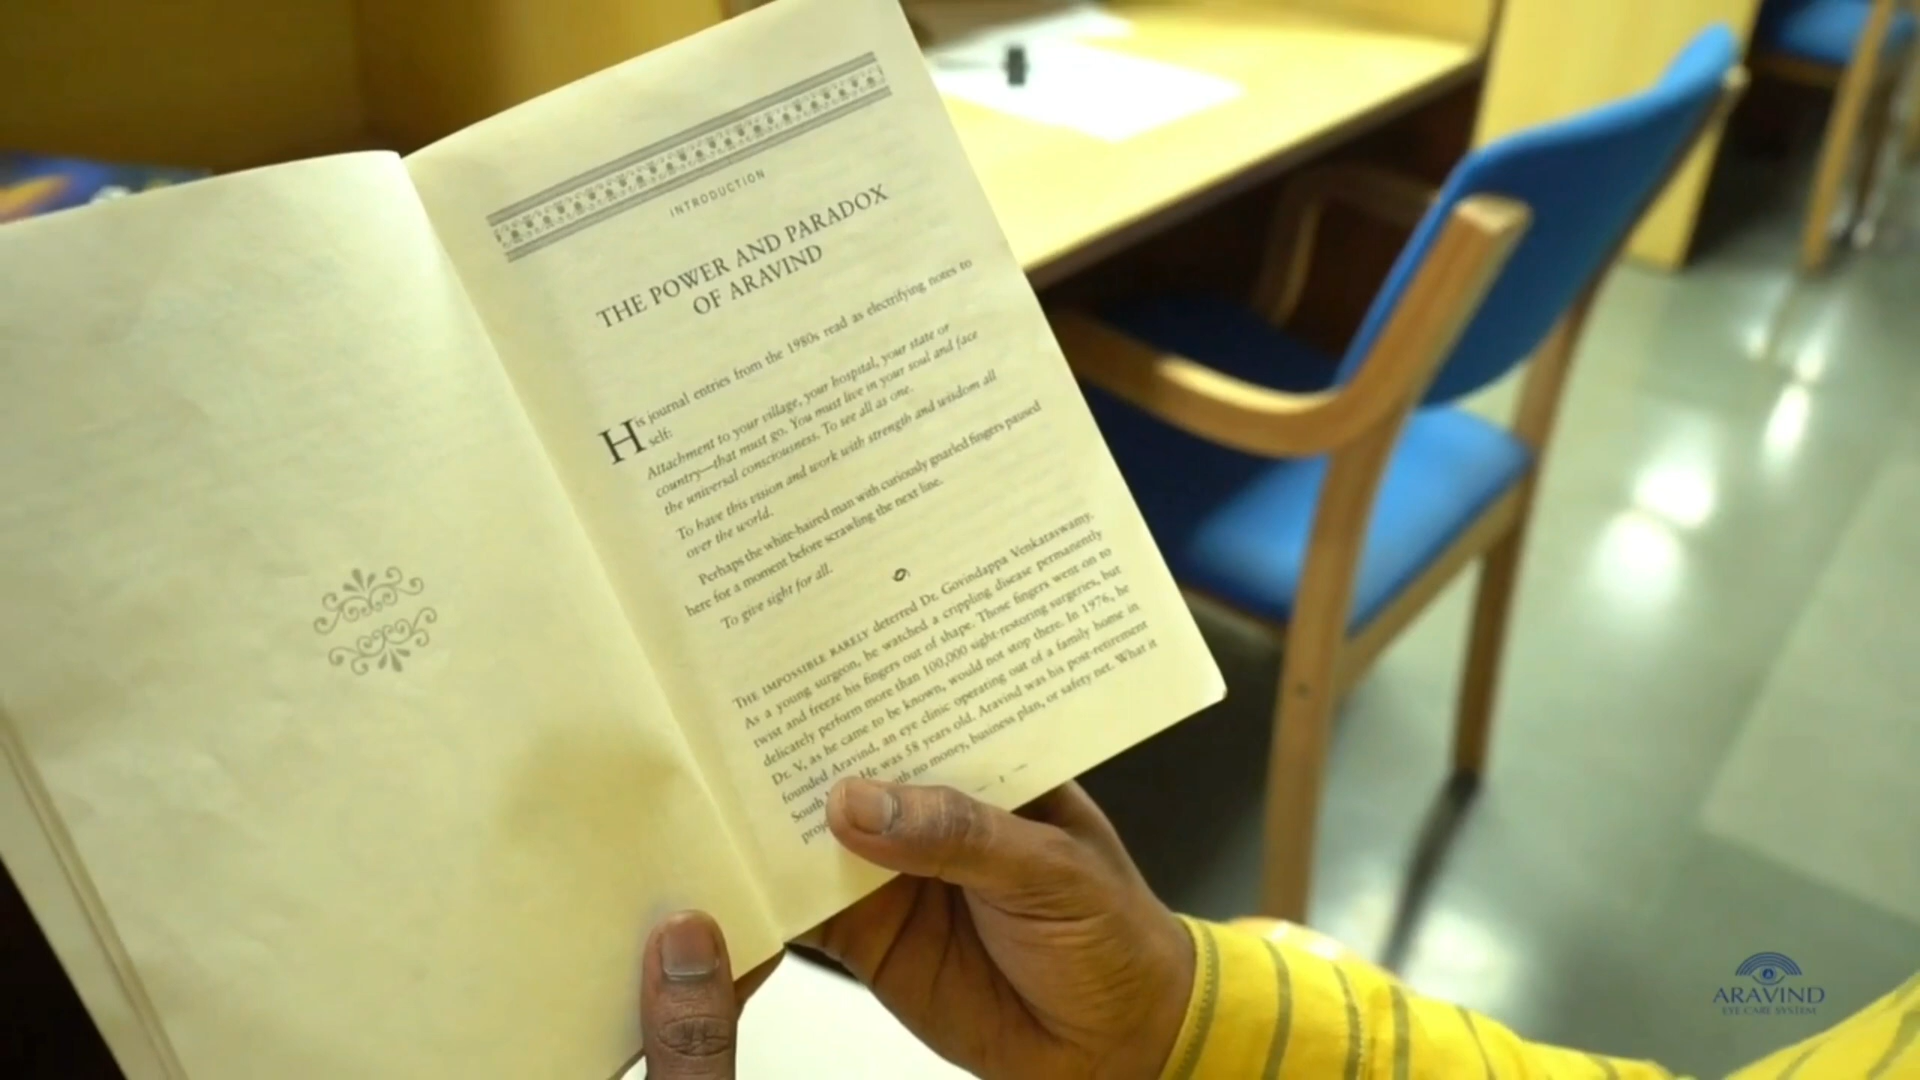 INTRODUCTION
THE POWER AND PARADOX
OF ARAVIND
His journal entries from the 1980s read as electrifying notes to
self:
Attachment to your village, your hospital, your state or
country—that must go. You must live in your soul and face
the universal consciousness. To see all as one.
To have this vision and work with strength and wisdom all
over the world.
Perhaps the white-haired man with curiously gnarled fingers paused
here for a moment before scrawling the next line.
To give sight for all.
THE IMPOSSIBLE RARELY deterred Dr. Govindappa Venkataswamy.
As a young surgeon, he watched a crippling disease permanently
twist and freeze his fingers out of shape. Those fingers went on to
delicately perform more than 100,000 sight-restoring surgeries, but
Dr. V, as he came to be known, would not stop there. In 1976, he
founded Aravind, an eye clinic operating out of a family home in
South He was 58 years old. Aravind was his post-retirement
with no money, business plan, or safety net. What it
ARAVIND
EYE CARE SYSTEM